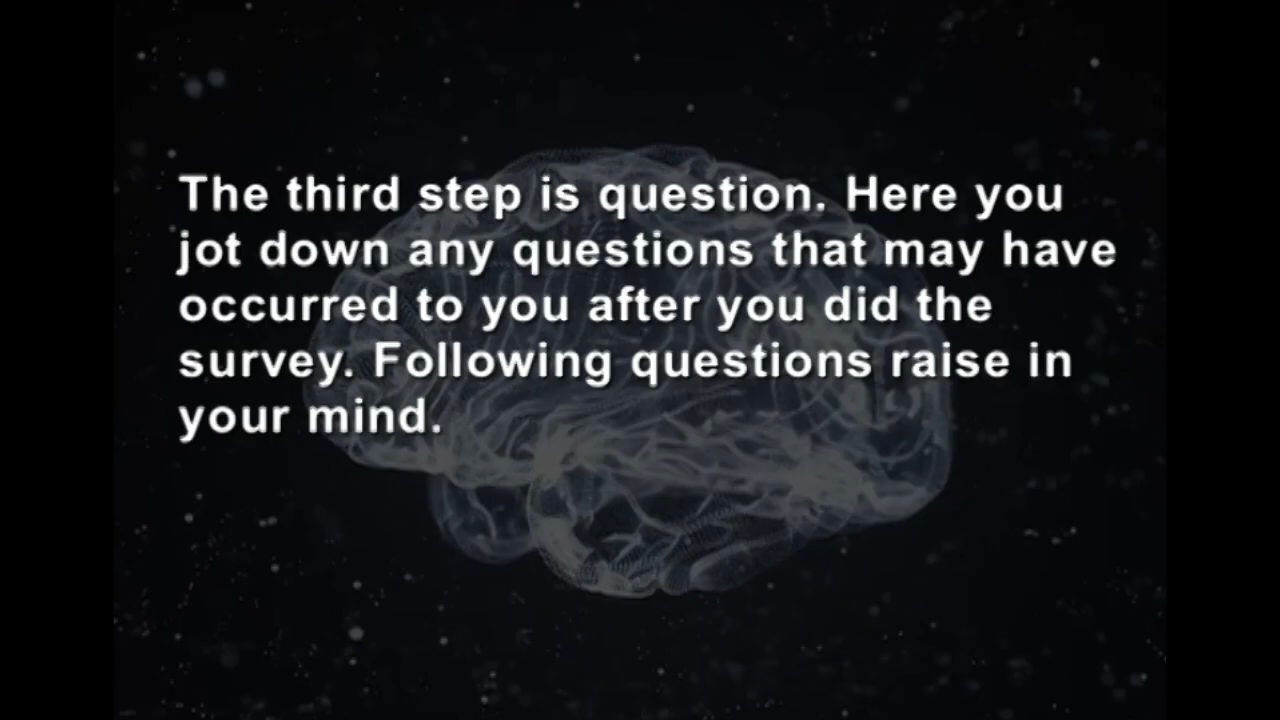 The third step is question. Here you
jot down any questions that may have
occurred to you after you did the
survey. Following questions raise in
your mind.